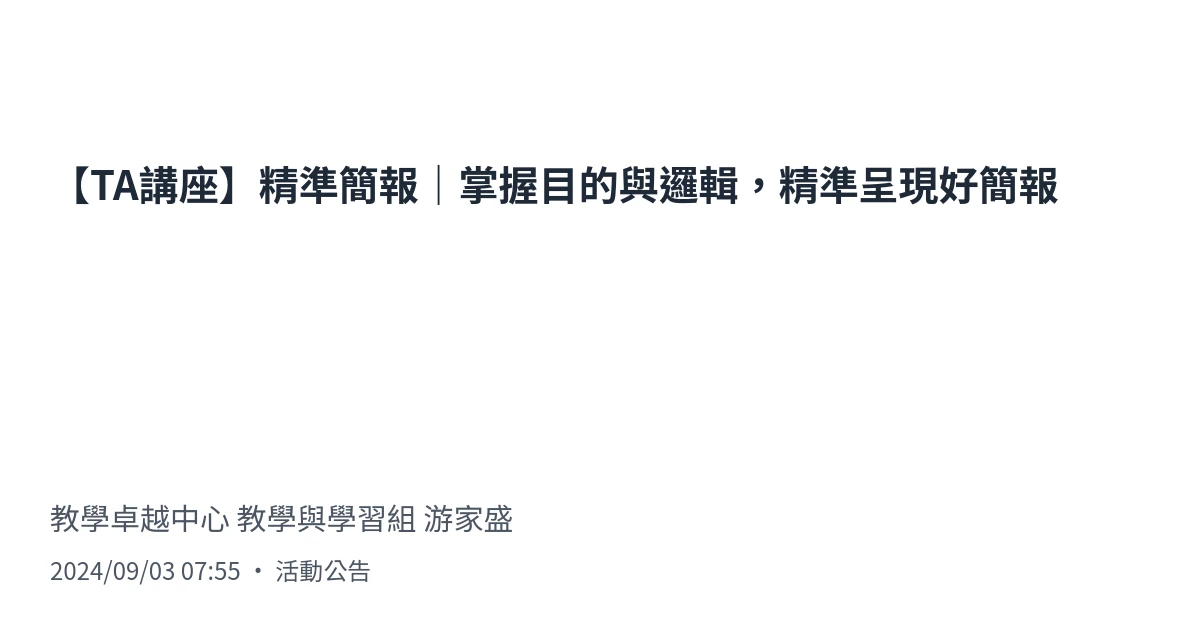 【TA講座】精準簡報｜掌握目的與邏輯，精準呈現好簡報
教學卓越中心 教學與學習組 游家盛
2024/09/03 07:55 • 活動公告